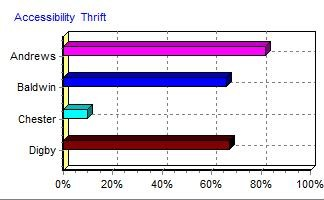 Accessibility Thrift
Andrews
Baldwin
Chester
Digby
0% 20% 40% 60% 80% 100%